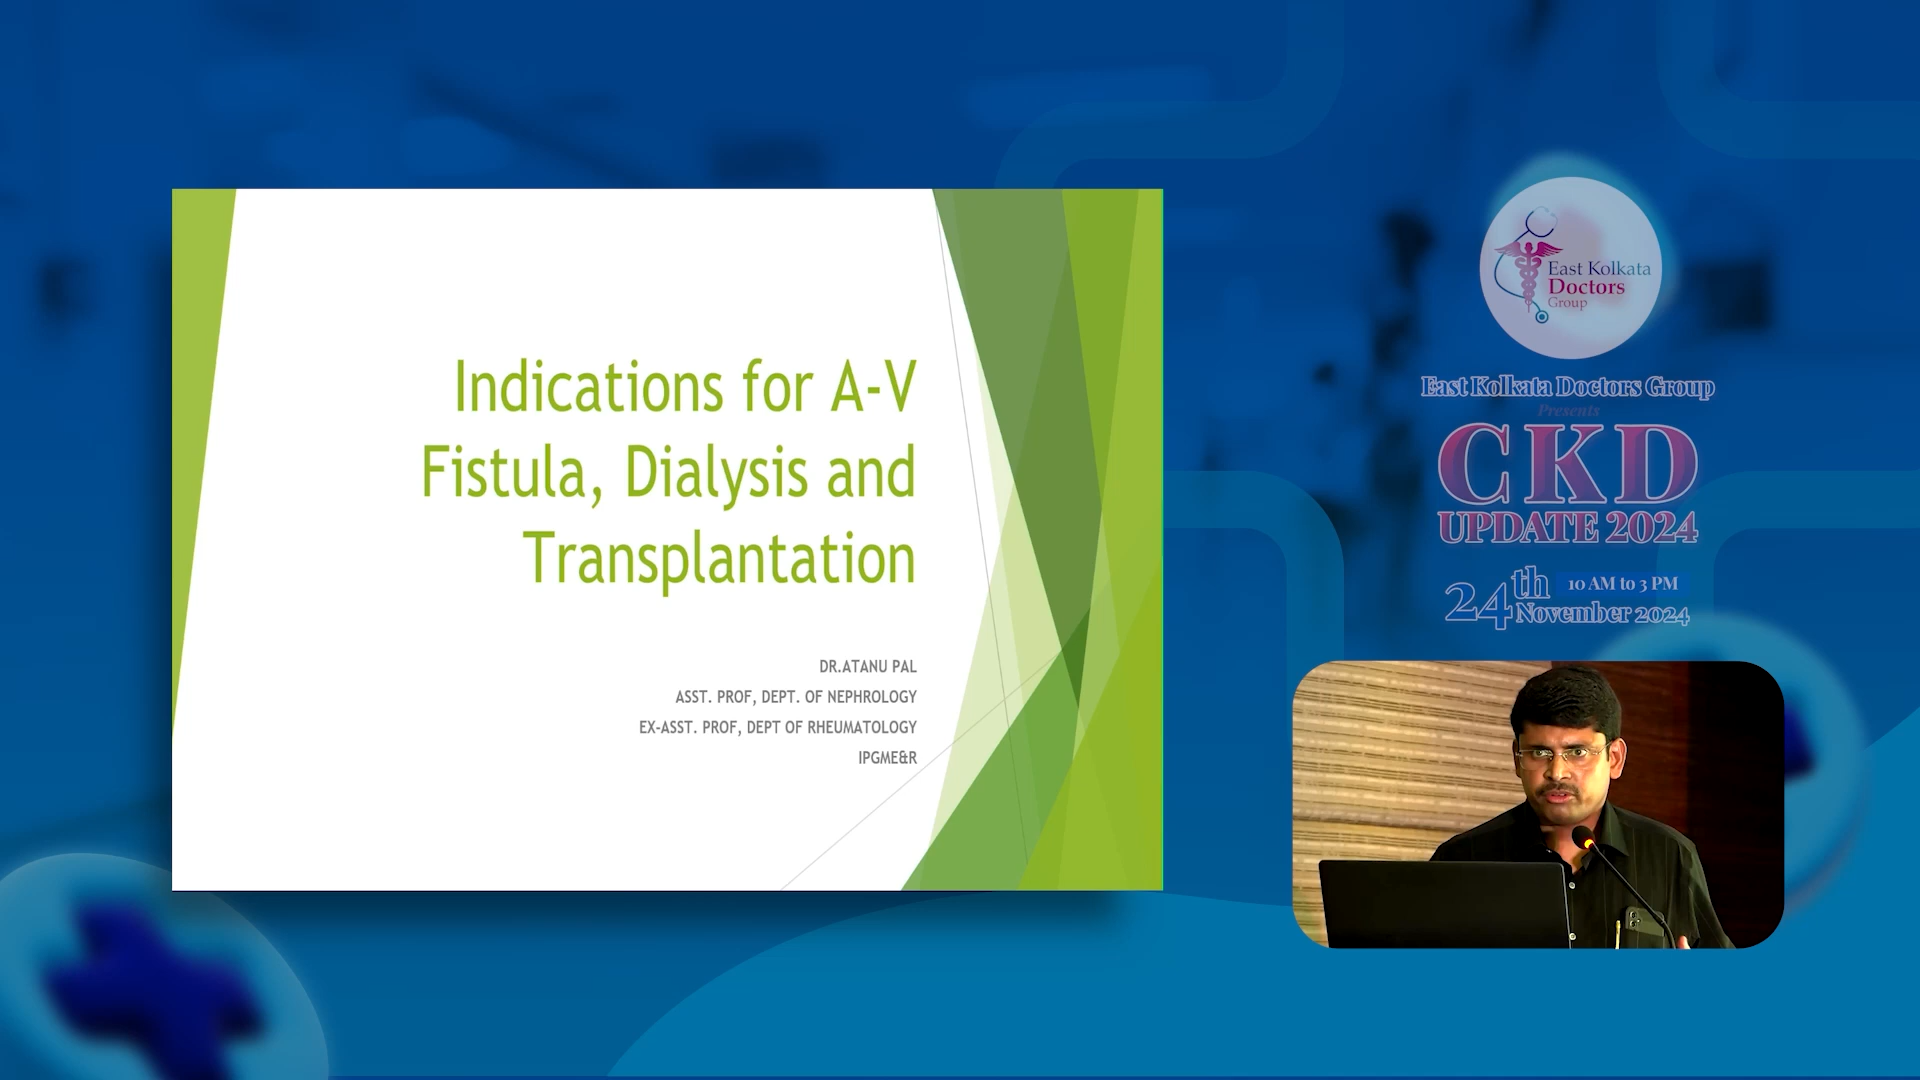 Indications for A-V
Fistula, Dialysis and
Transplantation
DR.ATANU PAL
ASST. PROF, DEPT. OF NEPHROLOGY
EX-ASST. PROF, DEPT OF RHEUMATOLOGY
IPGME&R
East Kolkata
Doctors
Group
East Kolkata Doctors Group
Presents
CKD
UPDATE 2024
24th November 2024
10 AM to 3 PM